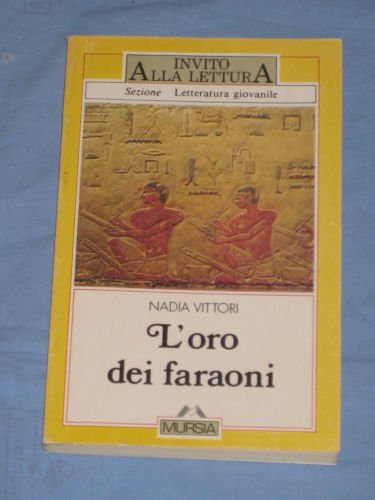 INVITO
ALLA LETTURA
Sezione Letteratura giovanile
NADIA VITTORI
L'oro
dei faraoni
MURSIA